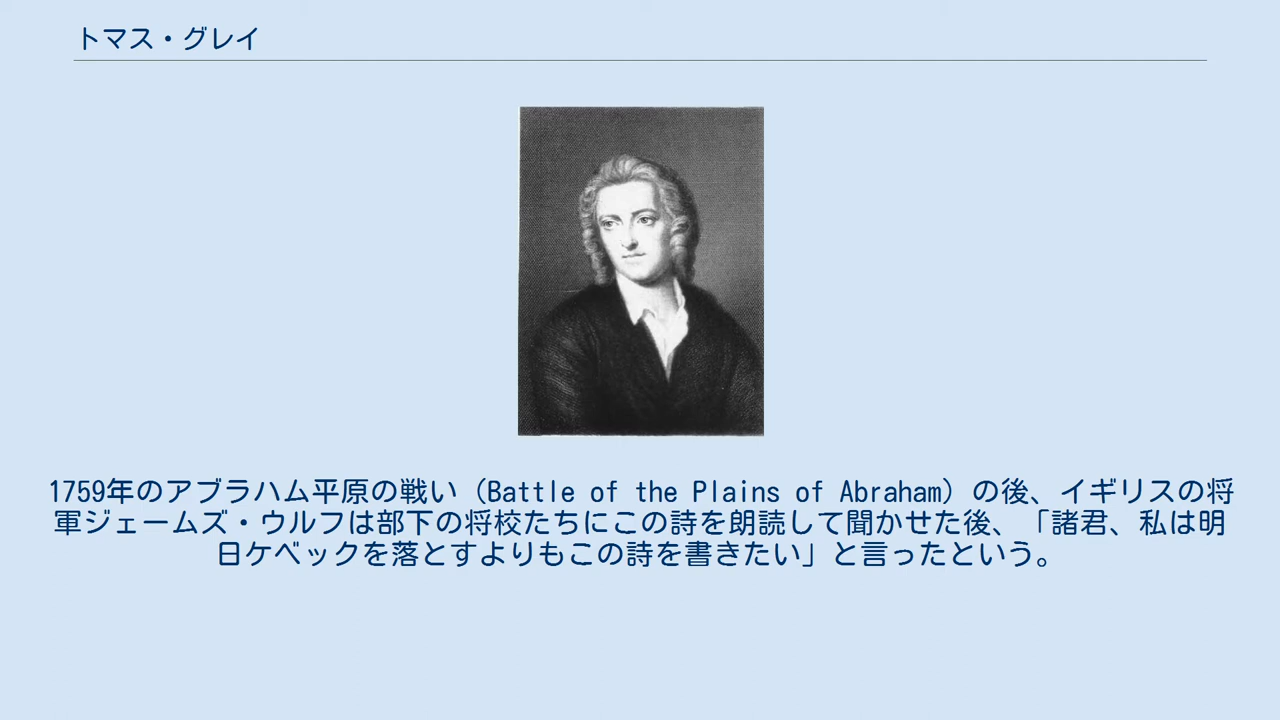 トマス・グレイ
1759年のアブラハム平原の戦い（Battle of the Plains of Abraham）の後、イギリスの将
軍ジェームズ・ウルフは部下の将校たちにこの詩を朗読して聞かせた後、「諸君、私は明
日ケベックを落とすよりもこの詩を書きたい」と言ったという。